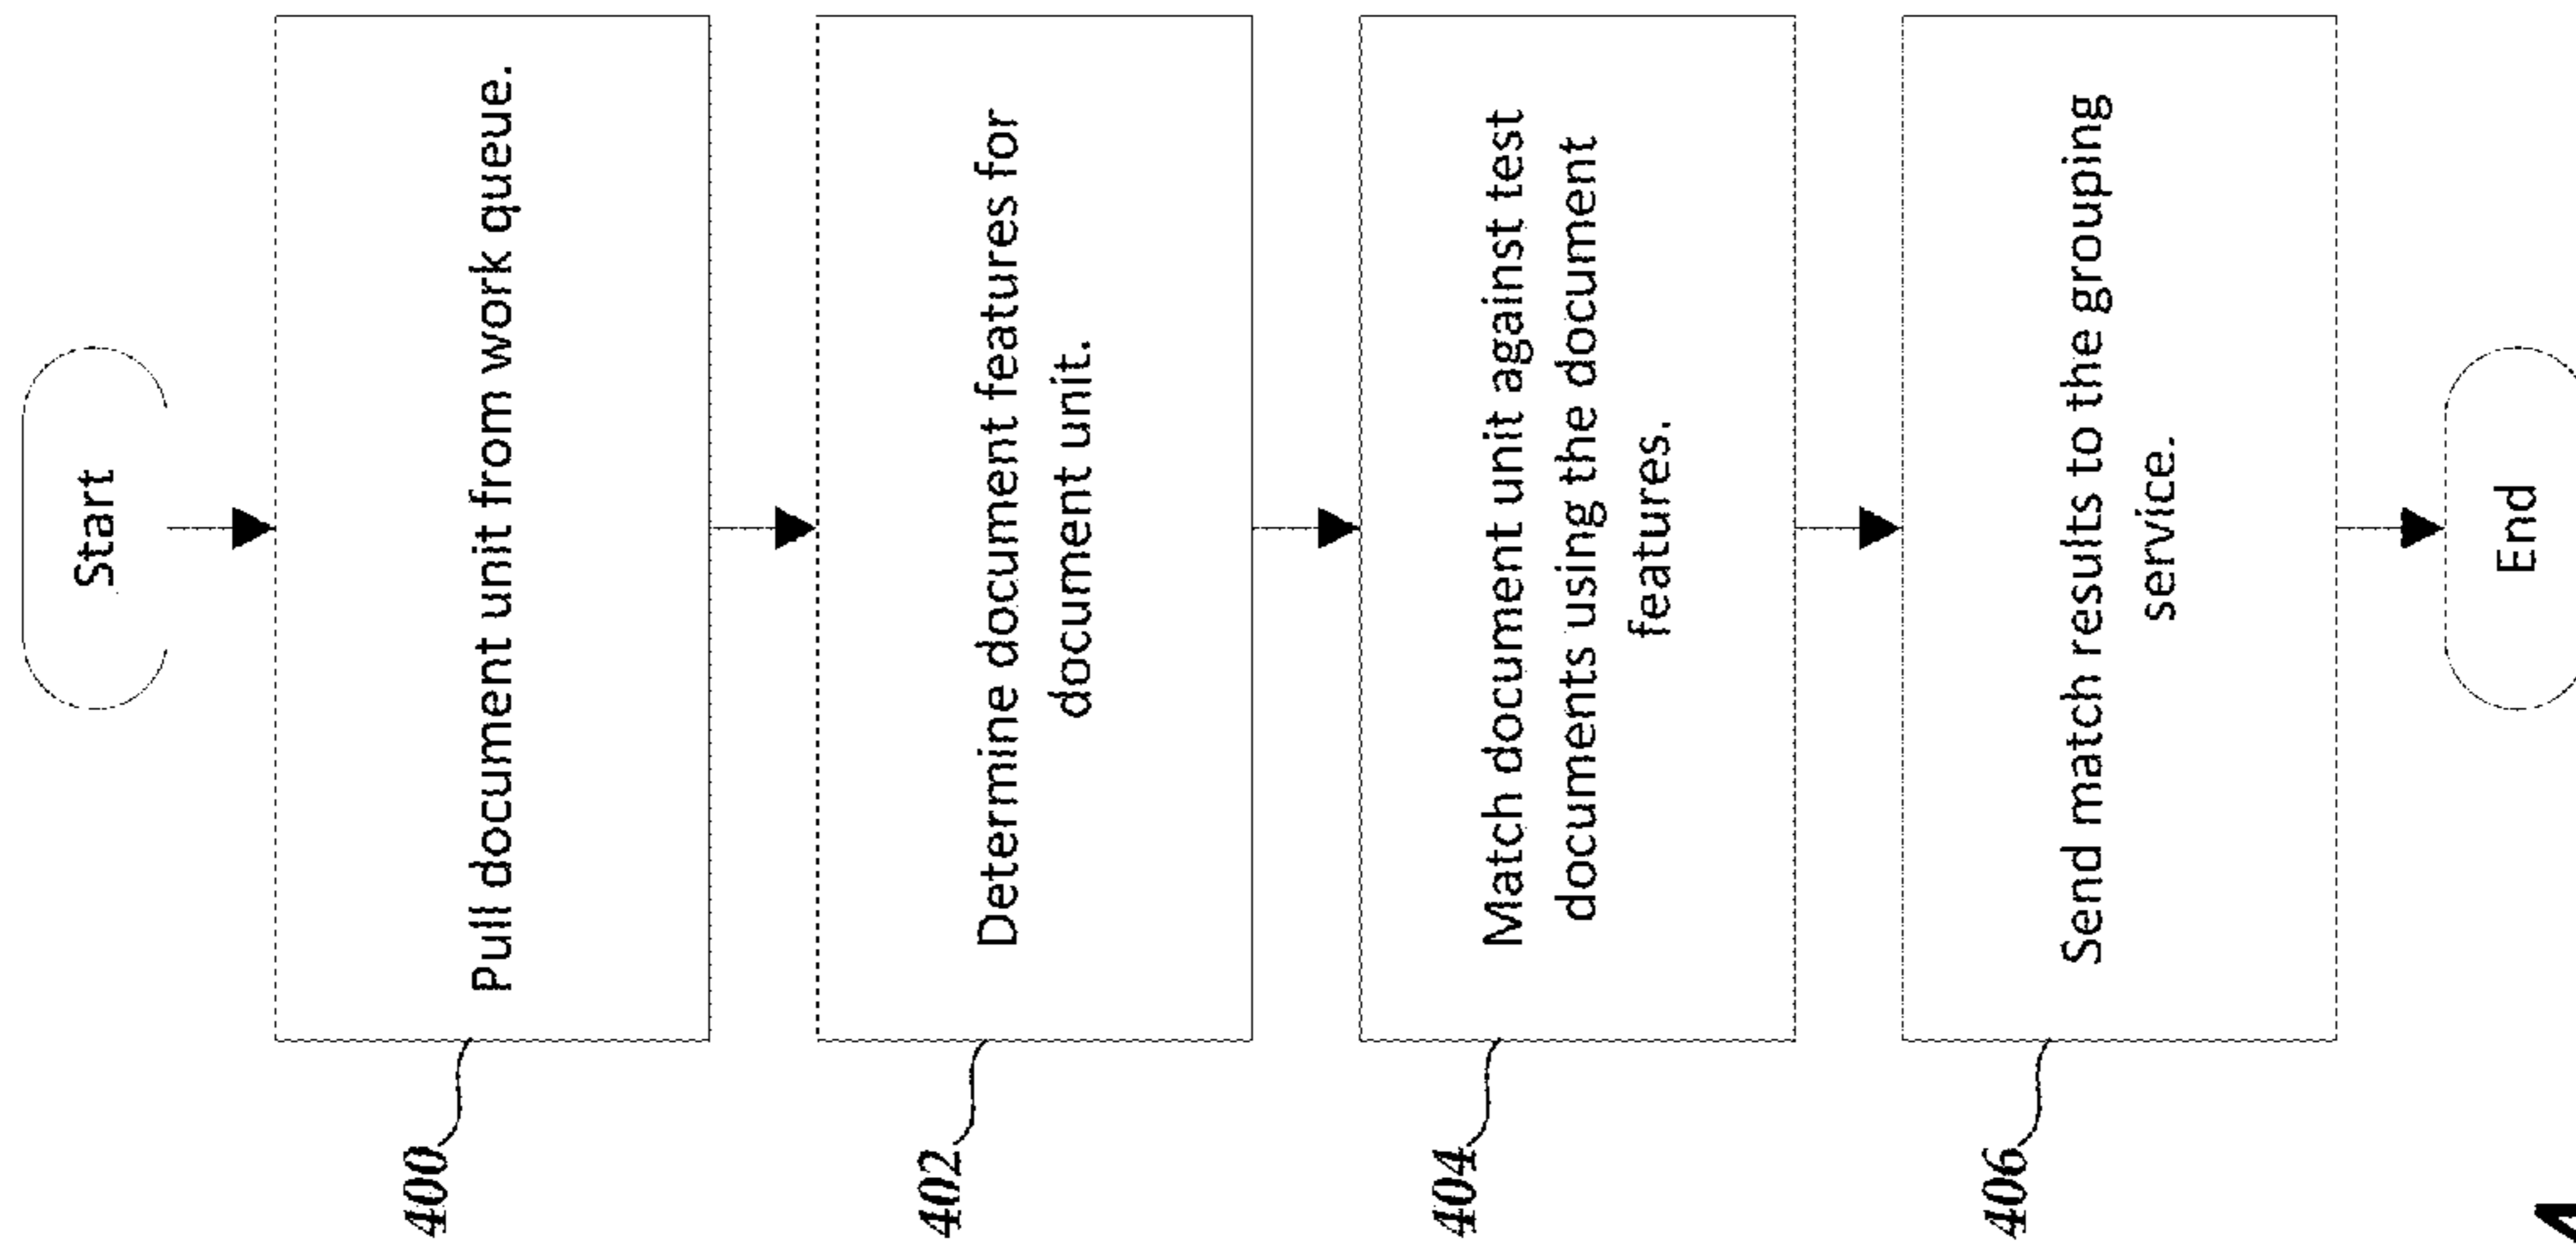 Start
400
Pull document unit from work queue.
402
Determine document features for
document unit.
404
Match document unit against test
documents using the document
features.
406
Send match results to the grouping
service.
End